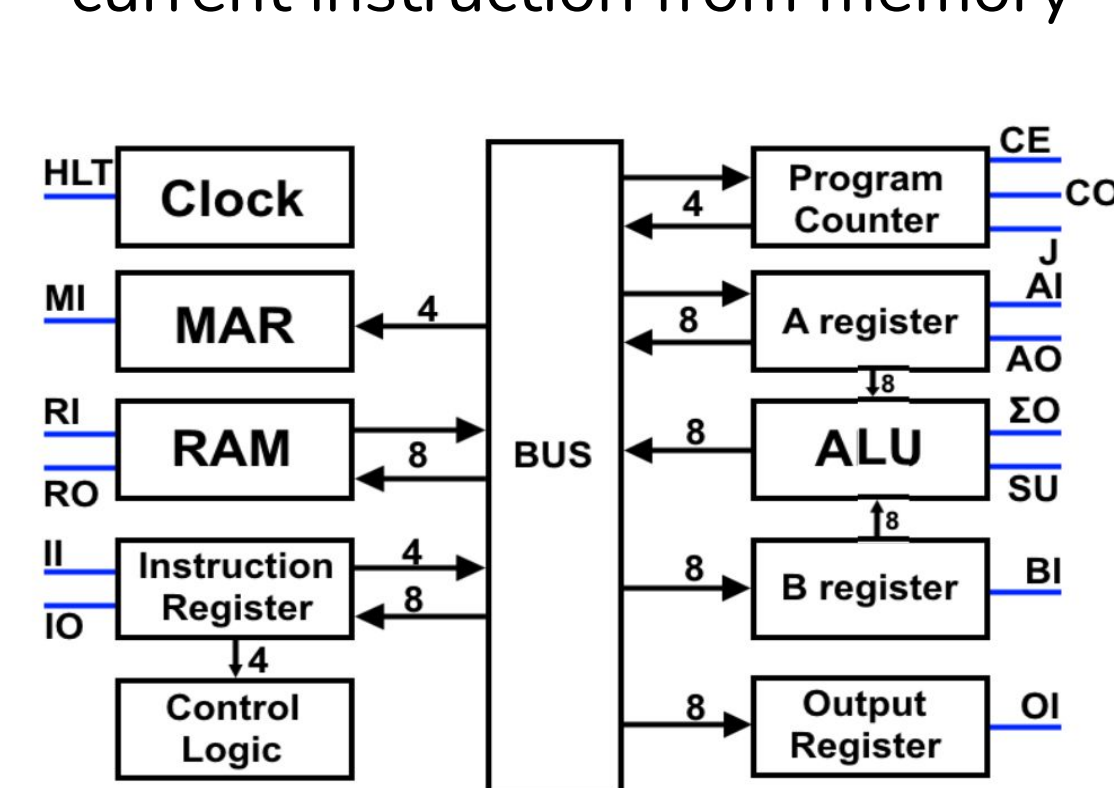 current instruction from memory
HLT
Clock
MI
MAR
4
RI
RO
RAM
8
II
IO
Instruction
Register
4
8
4
Control
Logic
BUS
Program
Counter
4
CE
CO
J
A register
8
AI
AO
8
ALU
8
ΣO
SU
8
B register
8
BI
Output
Register
8
OI